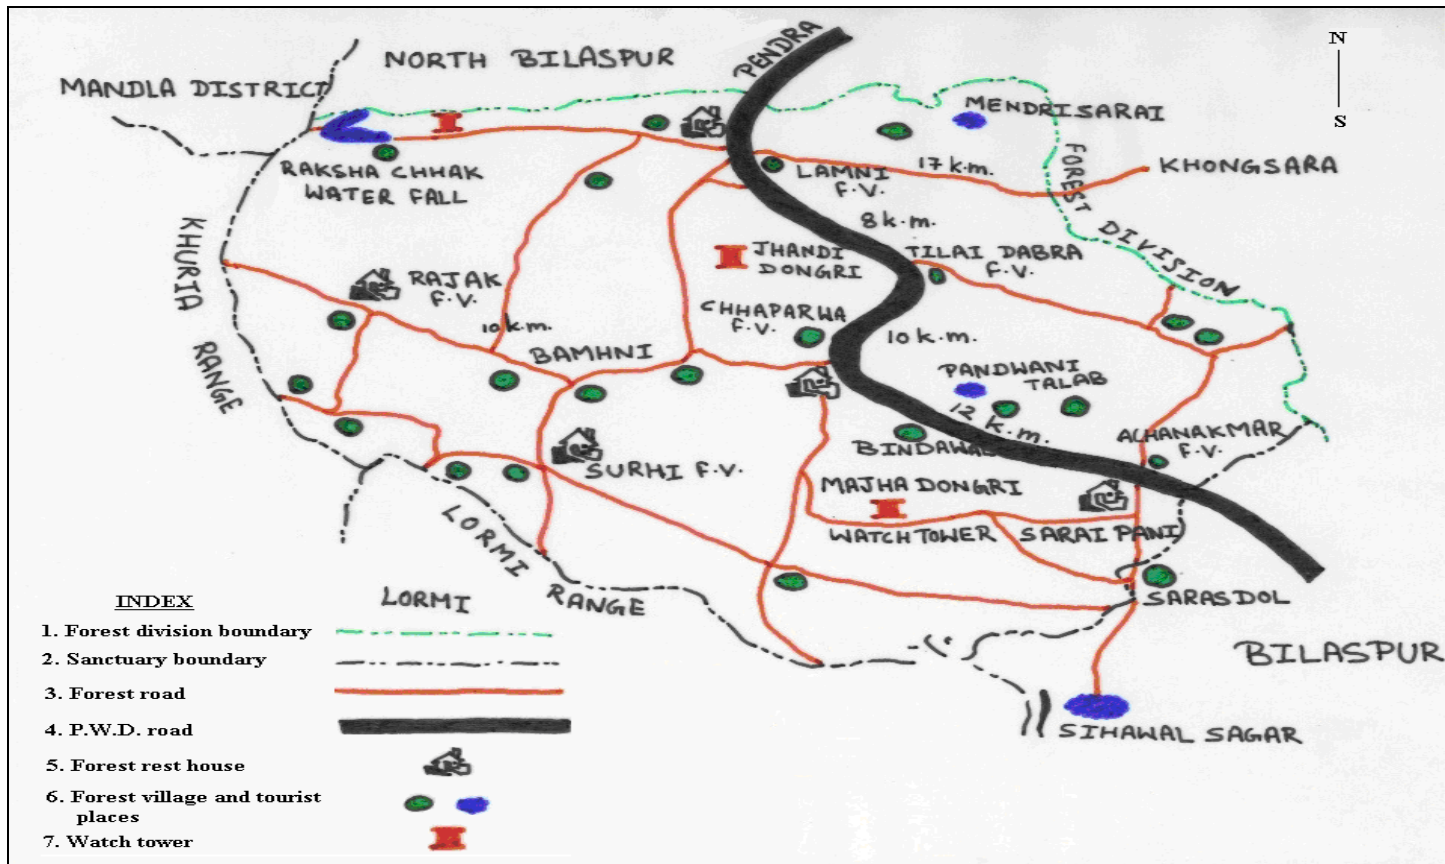 NORTH BILASPUR
PENDRA
N
S
MANDLA DISTRICT
MENDRISARAI
RAKSHA CHHAK
WATER FALL
LAMNI
F.V.
17 k.m.
KHONGSARA
FOREST DIVISION
8 k.m.
KHURIA RANGE
RAJAK
F.V.
JHANDI
DONGRI
TILAI DABRA
F.V.
CHHAPARWA
F.V.
10 k.m.
BAMHNI
10 k.m.
PANDWANI
TALAB
12 k.m.
BINDAWAL
ACHANAKMAR
F.V.
SURHI F.V.
MAJHA DONGRI
WATCH TOWER
SARAI PANI
LORMI RANGE
SARASDOL
BILASPUR
SIHAWAL SAGAR
LORMI
INDEX
1. Forest division boundary
2. Sanctuary boundary
3. Forest road
4. P.W.D. road
5. Forest rest house
6. Forest village and tourist
places
7. Watch tower